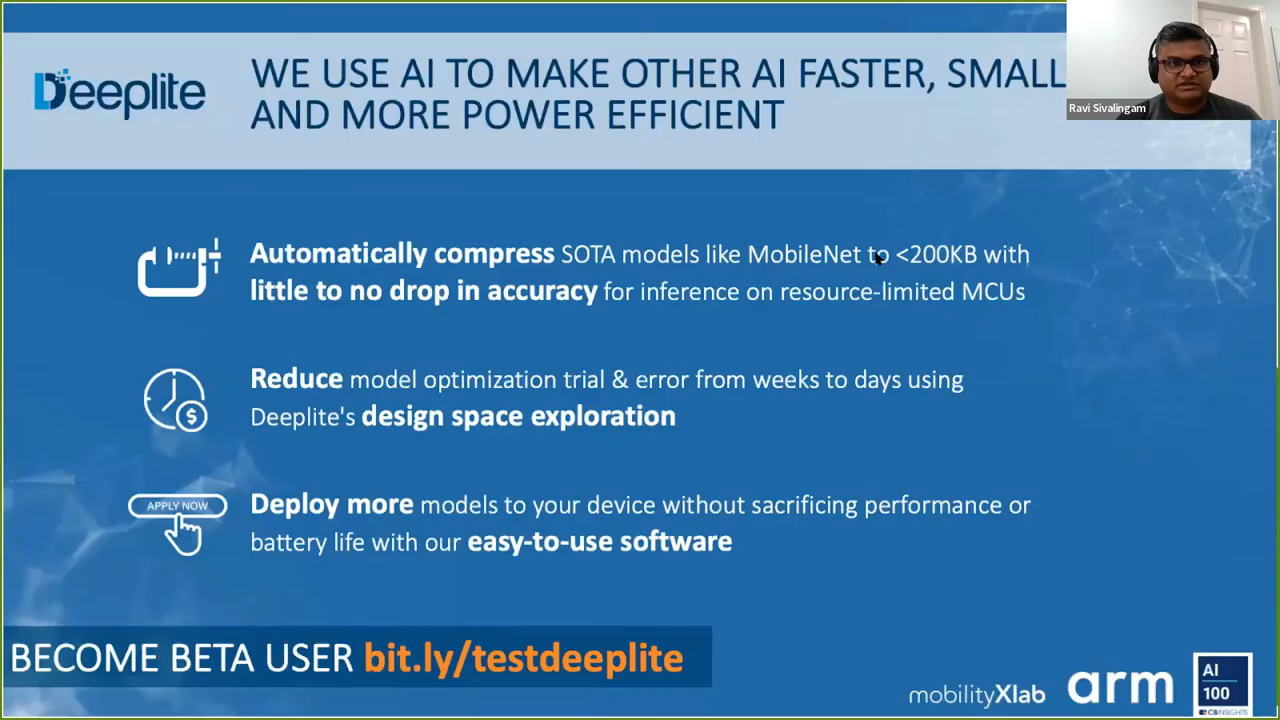 Deeplite
WE USE AI TO MAKE OTHER AI FASTER, SMALL
AND MORE POWER EFFICIENT
Ravi Sivalingam
Automatically compress SOTA models like MobileNet to <200KB with
little to no drop in accuracy for inference on resource-limited MCUs
Reduce model optimization trial & error from weeks to days using
Deeplite's design space exploration
APPLY NOW
Deploy more models to your device without sacrificing performance or
battery life with our easy-to-use software
BECOME BETA USER bit.ly/testdeeplite
mobilityXlab
arm
AI
100
CBINSIGHTS